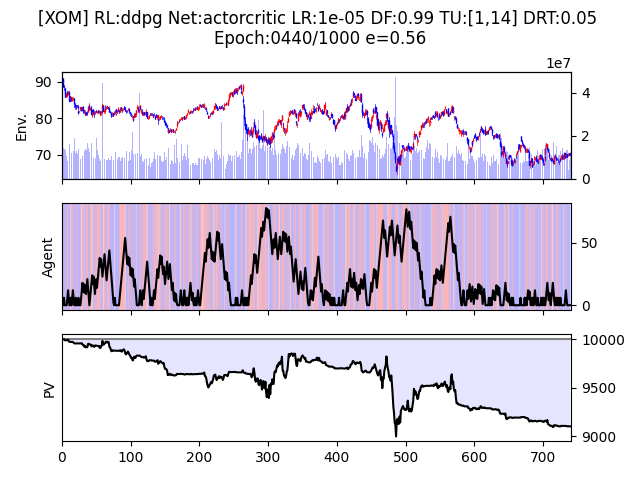 [XOM] RL:ddpg Net:actorcritic LR:1e-05 DF:0.99 TU:[1,14] DRT:0.05
Epoch:0440/1000 e=0.56
1e7
Env.
90
80
70
4
2
0
Agent
50
0
PV
10000
9500
9000
0 100 200 300 400 500 600 700